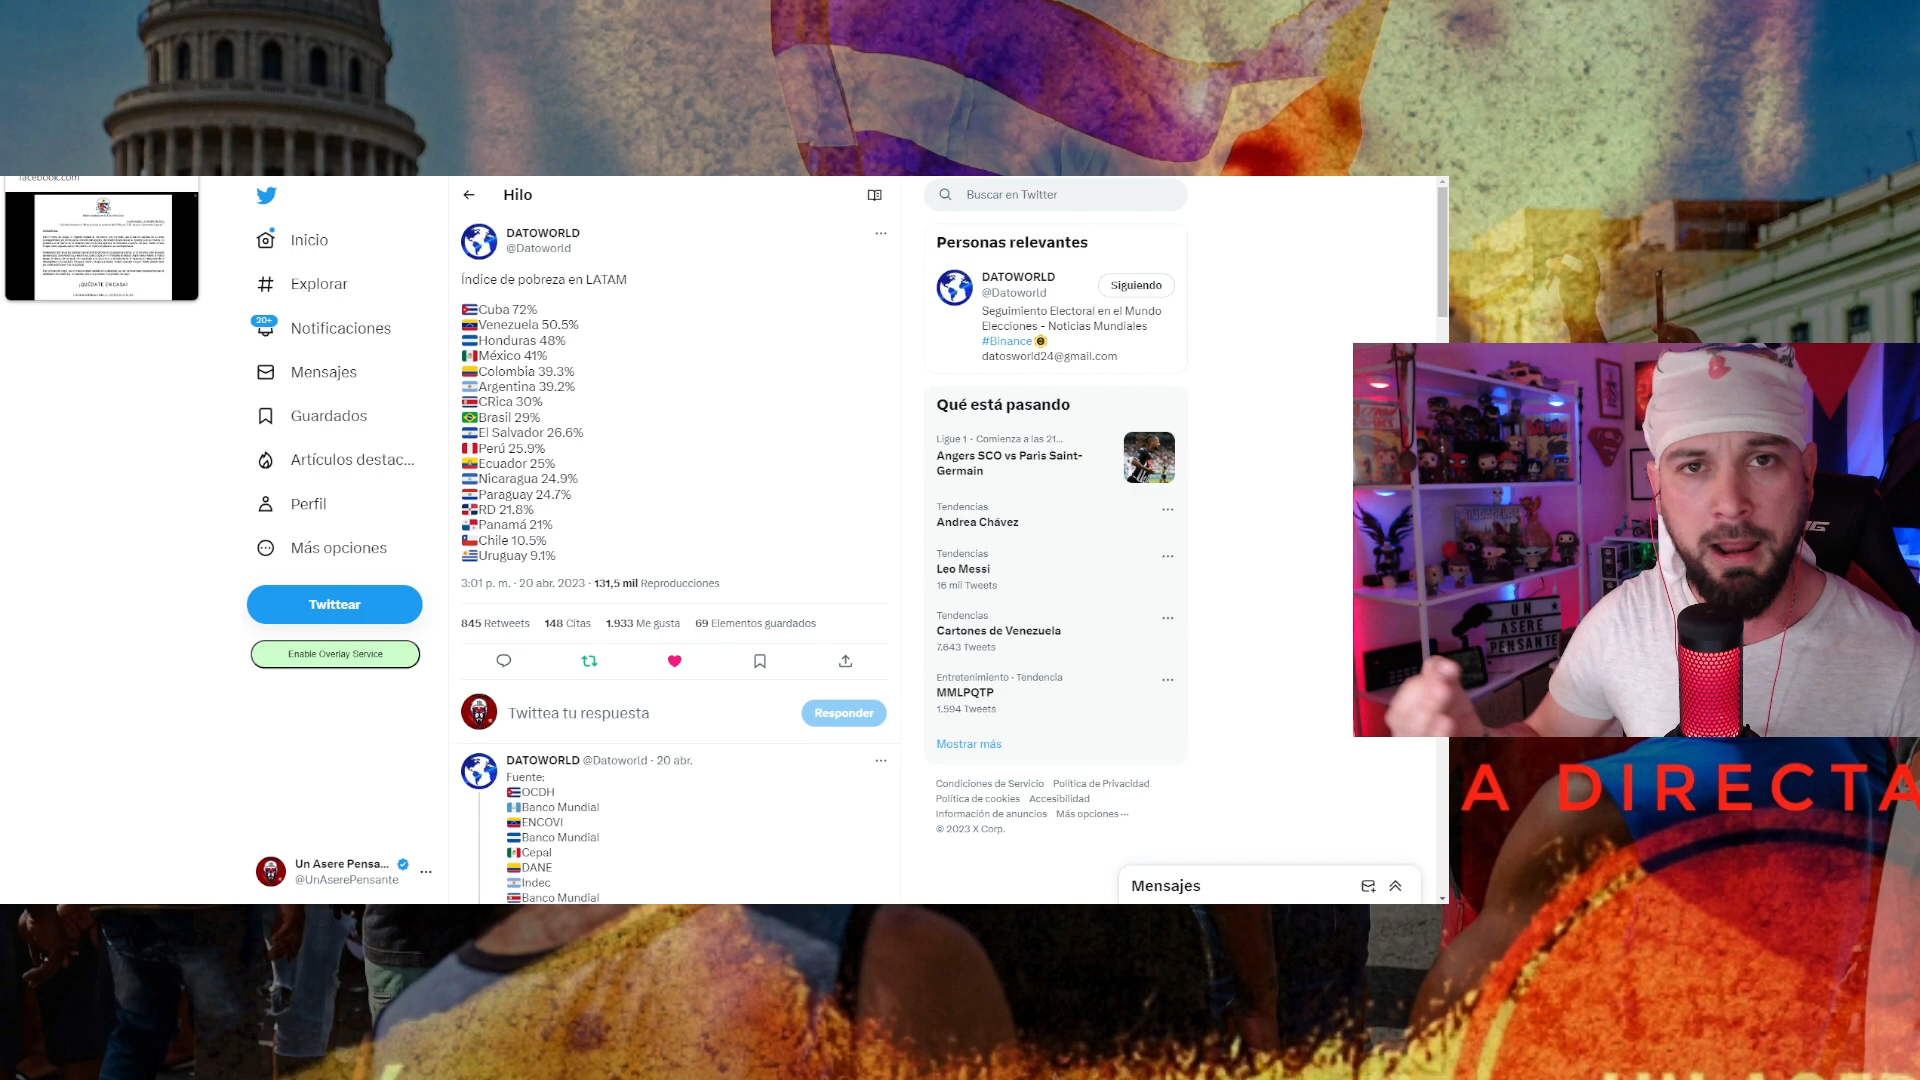 facebook.com
¡QUÉDATE EN CASA!
Inicio
Explorar
20+
Notificaciones
Mensajes
Guardados
Artículos destac...
Perfil
Más opciones
Twittear
Enable Overlay Service
Un Asere Pensa...
@UnAserePensante
Hilo
DATOWORLD
@Datoworld
Índice de pobreza en LATAM
Cuba 72%
Venezuela 50.5%
Honduras 48%
México 41%
Colombia 39.3%
Argentina 39.2%
CRica 30%
Brasil 29%
El Salvador 26.6%
Perú 25.9%
Ecuador 25%
Nicaragua 24.9%
Paraguay 24.7%
RD 21.8%
Panamá 21%
Chile 10.5%
Uruguay 9.1%
3:01 p. m. · 20 abr. 2023 · 131,5 mil Reproducciones
845 Retweets 148 Citas 1.933 Me gusta 69 Elementos guardados
Twittea tu respuesta
Responder
DATOWORLD @Datoworld · 20 abr.
Fuente:
OCDH
Banco Mundial
ENCOVI
Banco Mundial
Cepal
DANE
Indec
Banco Mundial
Buscar en Twitter
Personas relevantes
DATOWORLD
@Datoworld
Siguiendo
Seguimiento Electoral en el Mundo
Elecciones - Noticias Mundiales
#Binance
datosworld24@gmail.com
Qué está pasando
Ligue 1 · Comienza a las 21...
Angers SCO vs Paris Saint-
Germain
Tendencias
Andrea Chávez
Tendencias
Leo Messi
16 mil Tweets
Tendencias
Cartones de Venezuela
7.643 Tweets
Entretenimiento · Tendencia
MMLPQTP
1.594 Tweets
Mostrar más
Condiciones de Servicio Política de Privacidad
Política de cookies Accesibilidad
Información de anuncios Más opciones ···
© 2023 X Corp.
Mensajes
UN
ASERE
PENSANTE
A DIRECTA